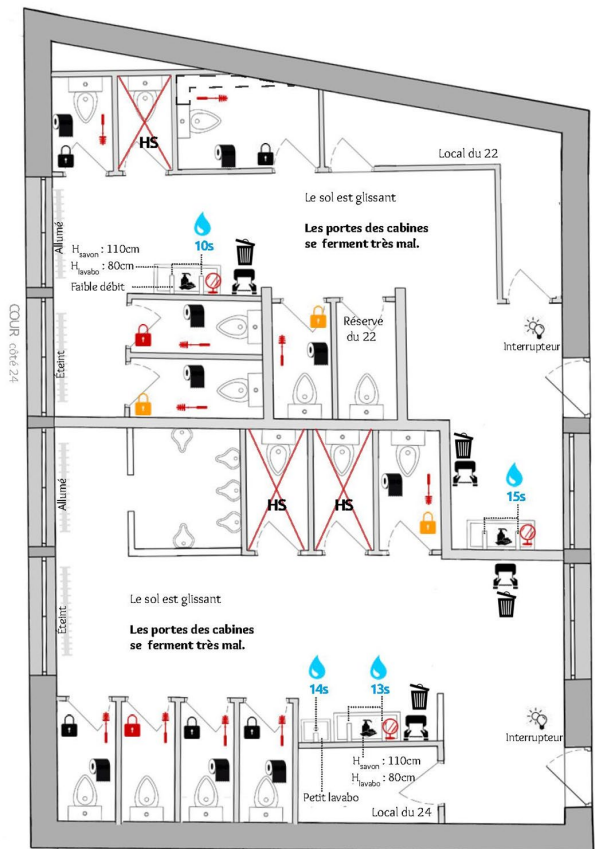 HS
Local du 22
Le sol est glissant
Les portes des cabines
se ferment très mal.
Allumé
10s
Hsavon : 110cm
Hlavabo : 80cm
Faible débit
COUR côté 24
Eteint
Réserve
du 22
Interrupteur
Allumé
HS
HS
15s
Eteint
Le sol est glissant
Les portes des cabines
se ferment très mal.
14s
13s
Interrupteur
Hsavon : 110cm
Hlavabo : 80cm
Petit lavabo
Local du 24